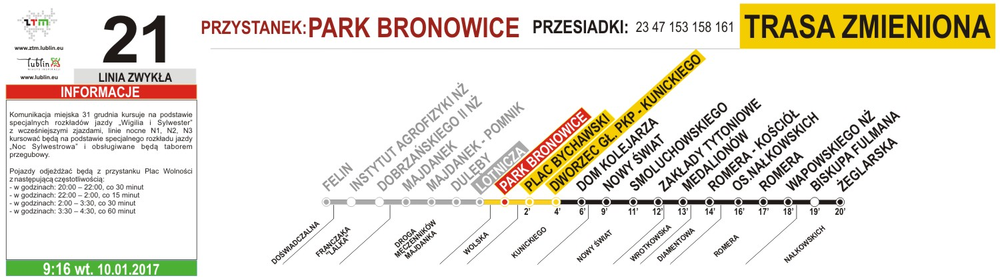 ZTM
www.ztm.lublin.eu
lublin
MIASTO INSPIRACJI
www.lublin.eu
21
LINIA ZWYKŁA
INFORMACJE
Komunikacja miejska 31 grudnia kursuje na podstawie
specjalnych rozkładów jazdy „Wigilia i Sylwester”
z wcześniejszymi zjazdami, linie nocne N1, N2, N3
kursować będą na podstawie specjalnego rozkładu jazdy
„Noc Sylwestrowa” i obsługiwane będą taborem
przegubowy.
Pojazdy odjeżdżać będą z przystanku Plac Wolności
z następującą częstotliwością:
- w godzinach: 20:00 – 22:00, co 30 minut
- w godzinach: 22:00 – 2:00, co 15 minut
- w godzinach: 2:00 – 3:30, co 30 minut
- w godzinach: 3:30 – 4:30, co 60 minut
9:16 wt. 10.01.2017
PRZYSTANEK: PARK BRONOWICE
PRZESIADKI: 23 47 153 158 161
TRASA ZMIENIONA
FELIN
INSTYTUT AGROFIZYKI NŻ
DOBRZAŃSKIEGO II NŻ
MAJDANEK
MAJDANEK - POMNIK
DULĘBY
LOTNICZA
PARK BRONOWICE
PLAC BYCHAWSKI
DWORZEC GŁ. PKP - KUNICKIEGO
DOM KOLEJARZA
NOWY ŚWIAT
SMOLUCHOWSKIEGO
ZAKŁADY TYTONIOWE
MEDALIONÓW
ROMERA - KOŚCIÓŁ
OS.NAŁKOWSKICH
ROMERA
WAPOWSKIEGO NŻ
BISKUPA FULMANA
ŻEGLARSKA
2' 4' 6' 9' 11' 12' 13' 14' 16' 17' 18' 19' 20'
DOŚWIADCZALNA
FRANCZAKA
"LALKA"
DROGA
MĘCZENNIKÓW
MAJDANKA
WOLSKA
KUNICKIEGO
NOWY ŚWIAT
WROTKOWSKA
DIAMENTOWA
ROMERA
NAŁKOWSKICH